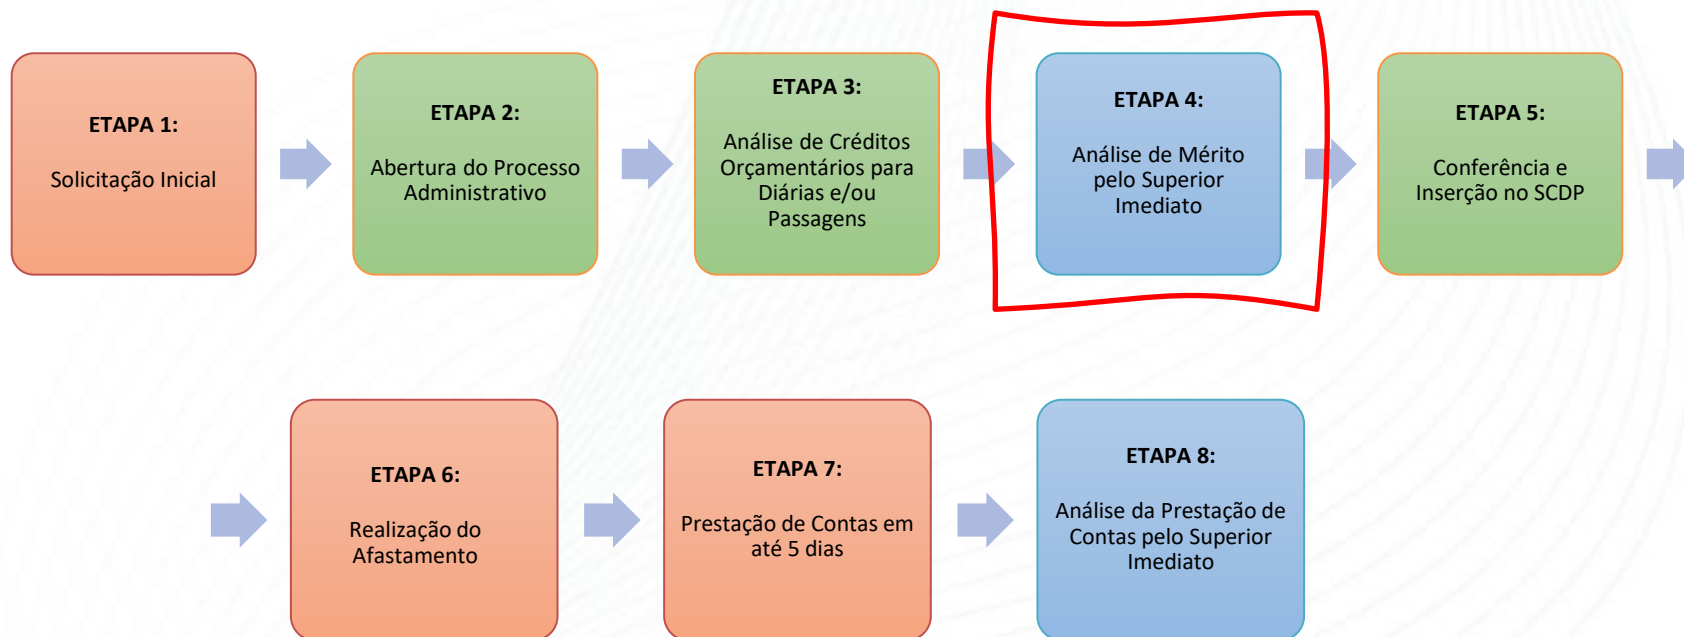 ETAPA 1:
Solicitação Inicial
ETAPA 2:
Abertura do Processo
Administrativo
ETAPA 3:
Análise de Créditos
Orçamentários para
Diárias e/ou
Passagens
ETAPA 4:
Análise de Mérito
pelo Superior
Imediato
ETAPA 5:
Conferência e
Inserção no SCDP
ETAPA 6:
Realização do
Afastamento
ETAPA 7:
Prestação de Contas em
até 5 dias
ETAPA 8:
Análise da Prestação de
Contas pelo Superior
Imediato